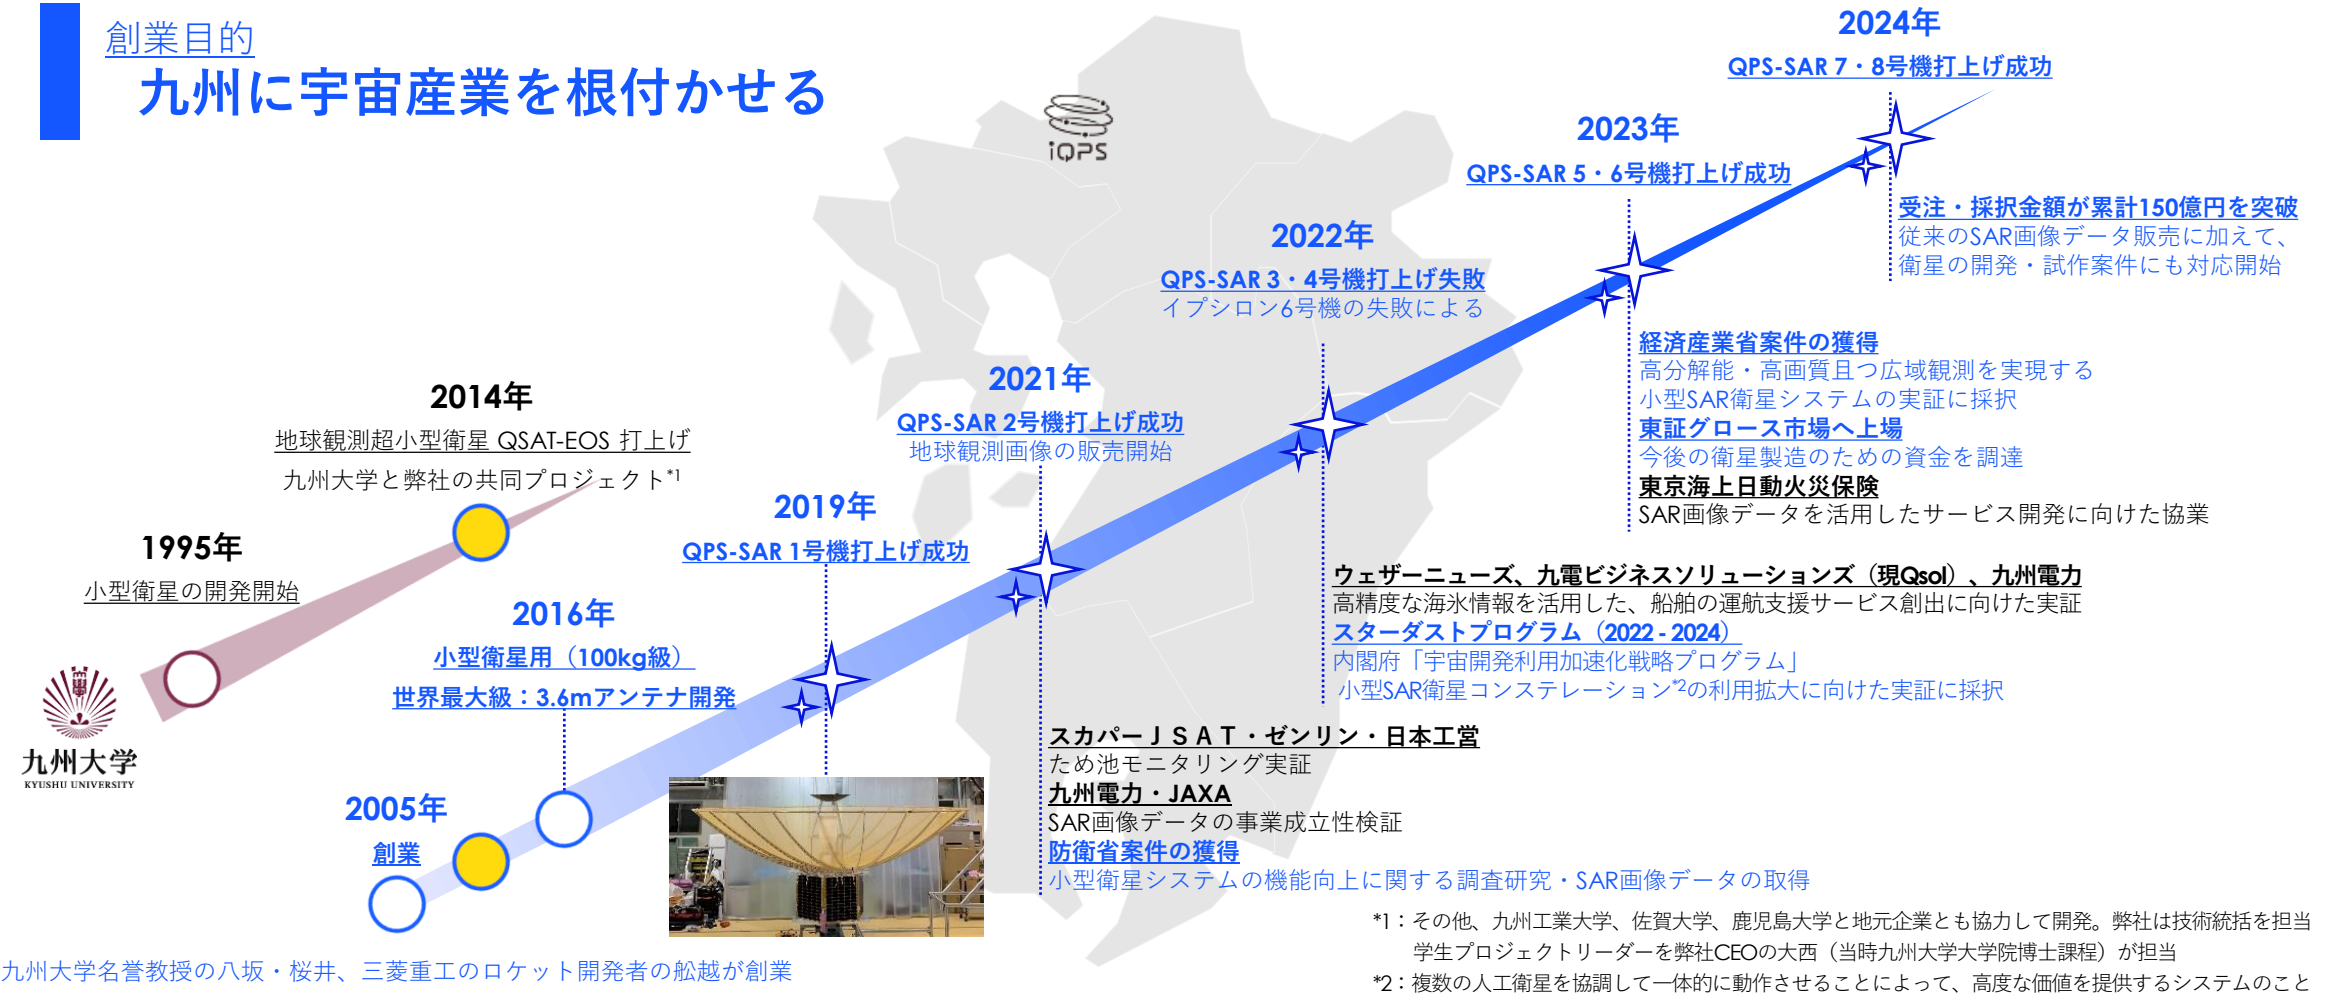 創業目的
九州に宇宙産業を根付かせる
iQPS
2024年
QPS-SAR 7・8号機打上げ成功
受注・採択金額が累計150億円を突破
従来のSAR画像データ販売に加えて、
衛星の開発・試作案件にも対応開始
2023年
QPS-SAR 5・6号機打上げ成功
経済産業省案件の獲得
高分解能・高画質且つ広域観測を実現する
小型SAR衛星システムの実証に採択
東証グロース市場へ上場
今後の衛星製造のための資金を調達
東京海上日動火災保険
SAR画像データを活用したサービス開発に向けた協業
2022年
QPS-SAR 3・4号機打上げ失敗
イプシロン6号機の失敗による
ウェザーニューズ、九電ビジネスソリューションズ（現Qsol）、九州電力
高精度な海氷情報を活用した、船舶の運航支援サービス創出に向けた実証
スターダストプログラム（2022 - 2024）
内閣府「宇宙開発利用加速化戦略プログラム」
小型SAR衛星コンステレーション*2の利用拡大に向けた実証に採択
2021年
QPS-SAR 2号機打上げ成功
地球観測画像の販売開始
スカパーＪＳＡＴ・ゼンリン・日本工営
ため池モニタリング実証
九州電力・JAXA
SAR画像データの事業成立性検証
防衛省案件の獲得
小型衛星システムの機能向上に関する調査研究・SAR画像データの取得
2019年
QPS-SAR 1号機打上げ成功
2014年
地球観測超小型衛星 QSAT-EOS 打上げ
九州大学と弊社の共同プロジェクト*1
1995年
小型衛星の開発開始
九州大学
KYUSHU UNIVERSITY
2016年
小型衛星用（100kg級）
世界最大級：3.6mアンテナ開発
2005年
創業
九州大学名誉教授の八坂・桜井、三菱重工のロケット開発者の舩越が創業
*1：その他、九州工業大学、佐賀大学、鹿児島大学と地元企業とも協力して開発。弊社は技術統括を担当
学生プロジェクトリーダーを弊社CEOの大西（当時九州大学大学院博士課程）が担当
*2：複数の人工衛星を協調して一体的に動作させることによって、高度な価値を提供するシステムのこと